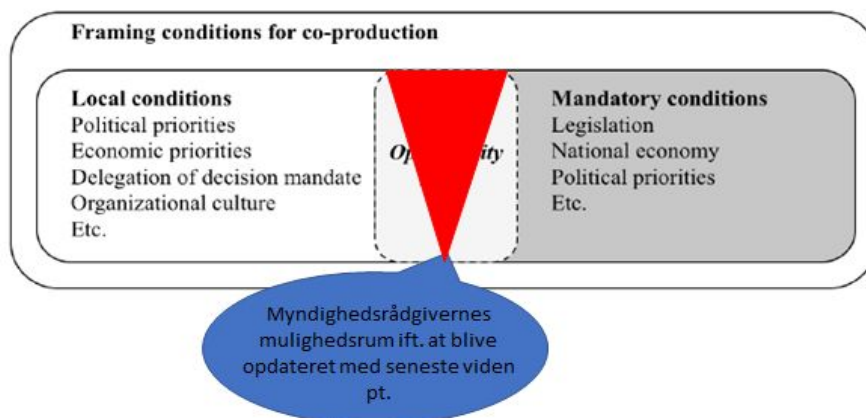 Framing conditions for co-production
Local conditions
Political priorities
Economic priorities
Delegation of decision mandate
Organizational culture
Etc.
Mandatory conditions
Legislation
National economy
Political priorities
Etc.
Myndighedsrådgivernes
mulighedsrum ift. at blive
opdateret med seneste viden
pt.